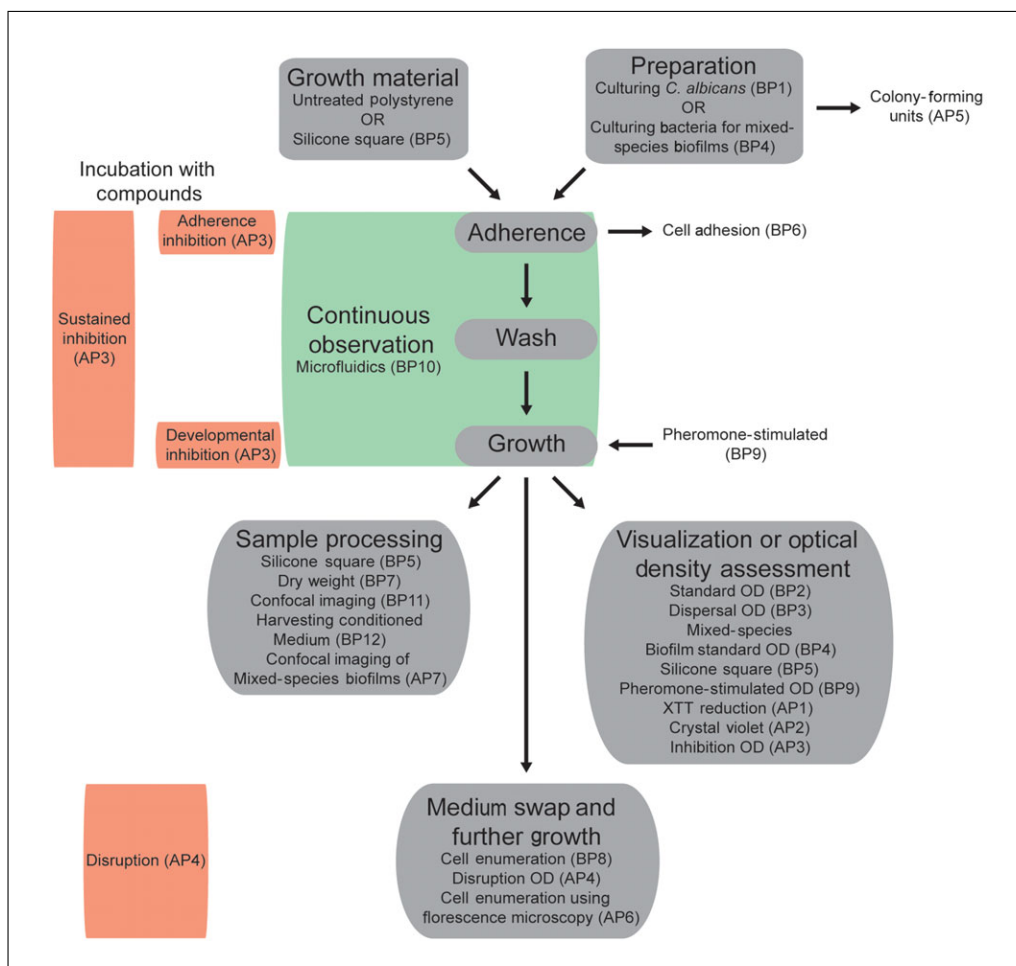 Growth material
Untreated polystyrene
OR
Silicone square (BP5)
Preparation
Culturing C. albicans (BP1)
OR
Culturing bacteria for mixed-
species biofilms (BP4)
Colony-forming
units (AP5)
Incubation with
compounds
Sustained
inhibition
(AP3)
Adherence
inhibition (AP3)
Developmental
inhibition (AP3)
Continuous
observation
Microfluidics (BP10)
Adherence
Wash
Growth
Cell adhesion (BP6)
Pheromone-stimulated
(BP9)
Sample processing
Silicone square (BP5)
Dry weight (BP7)
Confocal imaging (BP11)
Harvesting conditioned
Medium (BP12)
Confocal imaging of
Mixed-species biofilms (AP7)
Visualization or optical
density assessment
Standard OD (BP2)
Dispersal OD (BP3)
Mixed-species
Biofilm standard OD (BP4)
Silicone square (BP5)
Pheromone-stimulated OD (BP9)
XTT reduction (AP1)
Crystal violet (AP2)
Inhibition OD (AP3)
Disruption (AP4)
Medium swap and
further growth
Cell enumeration (BP8)
Disruption OD (AP4)
Cell enumeration using
florescence microscopy (AP6)